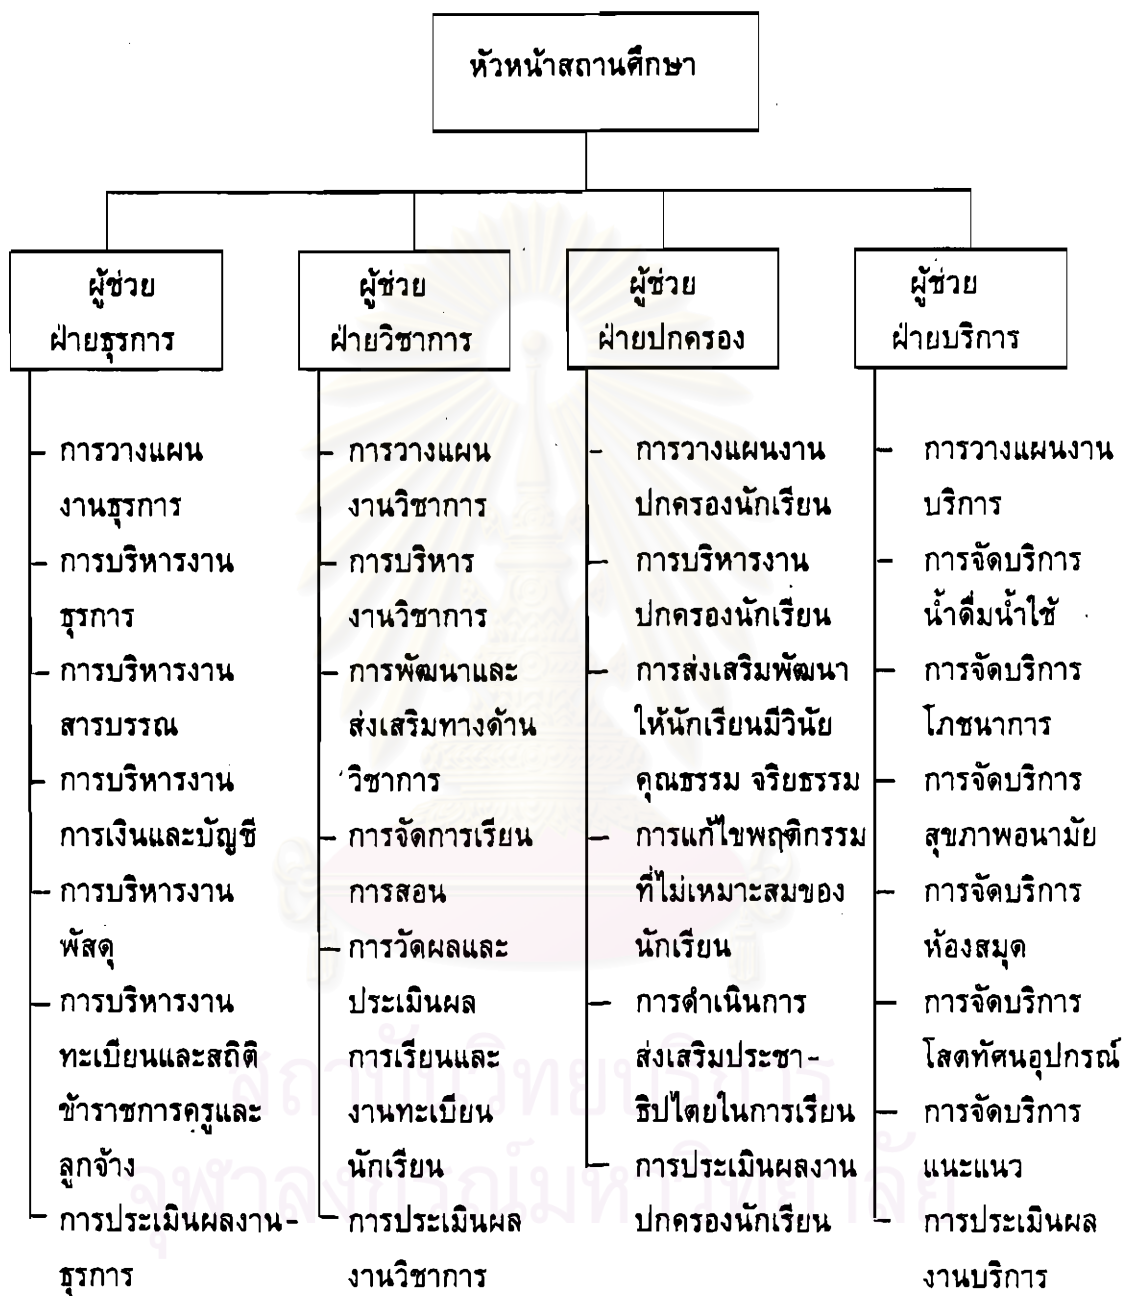 หัวหน้าสถานศึกษา
ผู้ช่วย
ฝ่ายธุรการ
การวางแผน
งานธุรการ
การบริหารงาน
ธุรการ
การบริหารงาน
สารบรรณ
การบริหารงาน
การเงินและบัญชี
การบริหารงาน
พัสดุ
การบริหารงาน
ทะเบียนและสถิติ
ข้าราชการครูและ
ลูกจ้าง
การประเมินผลงาน-
ธุรการ
ผู้ช่วย
ฝ่ายวิชาการ
การวางแผน
งานวิชาการ
การบริหาร
งานวิชาการ
การพัฒนาและ
ส่งเสริมทางด้าน
วิชาการ
การจัดการเรียน
การสอน
การวัดผลและ
ประเมินผล
การเรียนและ
งานทะเบียน
นักเรียน
การประเมินผล
งานวิชาการ
ผู้ช่วย
ฝ่ายปกครอง
การวางแผนงาน
ปกครองนักเรียน
การบริหารงาน
ปกครองนักเรียน
การส่งเสริมพัฒนา
ให้นักเรียนมีวินัย
คุณธรรม จริยธรรม
การแก้ไขพฤติกรรม
ที่ไม่เหมาะสมของ
นักเรียน
การดำเนินการ
ส่งเสริมประชา-
ธิปไตยในการเรียน
การประเมินผลงาน
ปกครองนักเรียน
ผู้ช่วย
ฝ่ายบริการ
การวางแผนงาน
บริการ
การจัดบริการ
น้ำดื่มน้ำใช้
การจัดบริการ
โภชนาการ
การจัดบริการ
สุขภาพอนามัย
การจัดบริการ
ห้องสมุด
การจัดบริการ
โสตทัศนอุปกรณ์
การจัดบริการ
แนะแนว
การประเมินผล
งานบริการ
สถาบันวิทยบริการ
จุฬาลงกรณ์มหาวิทยาลัย